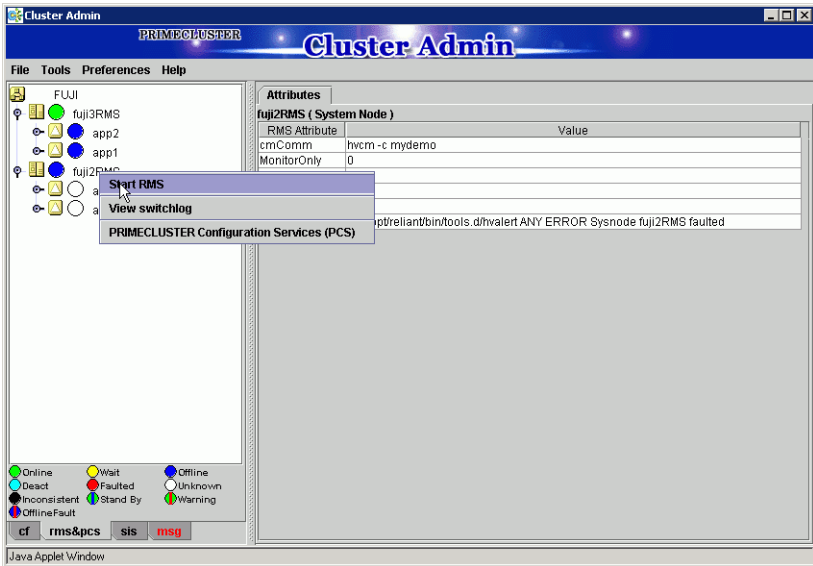 Cluster Admin
PRIMECLUSTER
Cluster Admin
File Tools Preferences Help
FUJI
fuji3RMS
app2
app1
fuji2RMS
a
a
Start RMS
View switchlog
PRIMECLUSTER Configuration Services (PCS)
Attributes
fuji2RMS ( System Node )
RMS Attribute Value
cmComm hvcm -c mydemo
MonitorOnly 0
opt/reliant/bin/tools.d/hvalert ANY ERROR Sysnode fuji2RMS faulted
Online Wait Offline
Deact Faulted Unknown
Inconsistent Stand By Warning
OfflineFault
cf rms&pcs sis msg
Java Applet Window